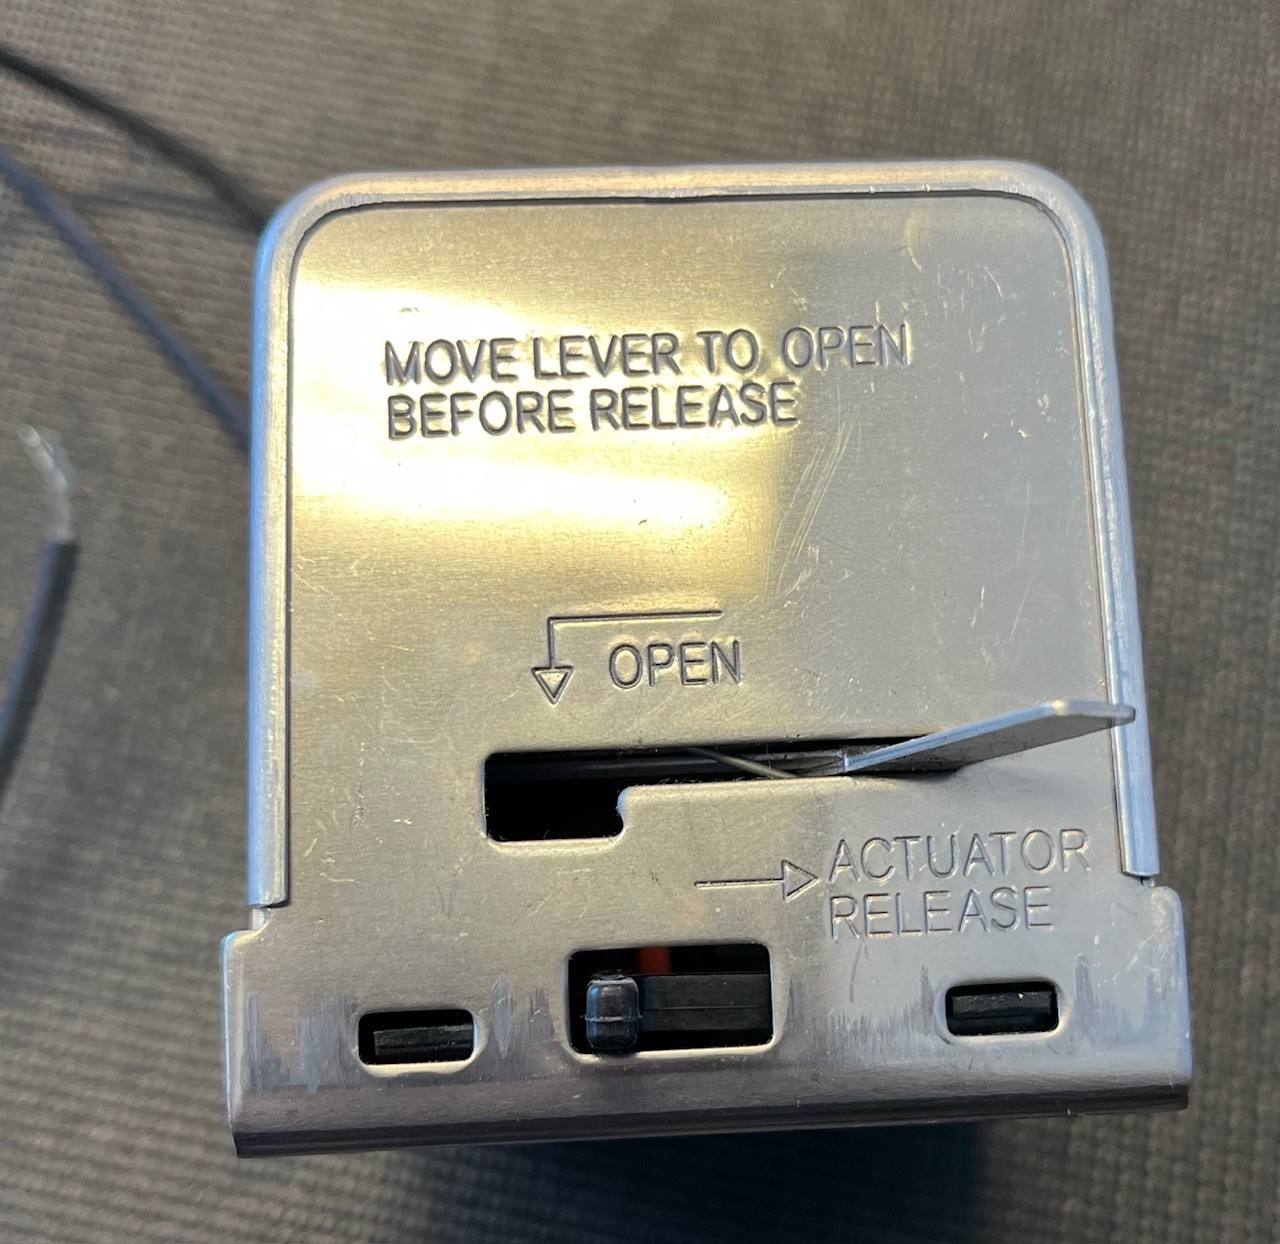 MOVE LEVER TO OPEN
BEFORE RELEASE
OPEN
ACTUATOR
RELEASE